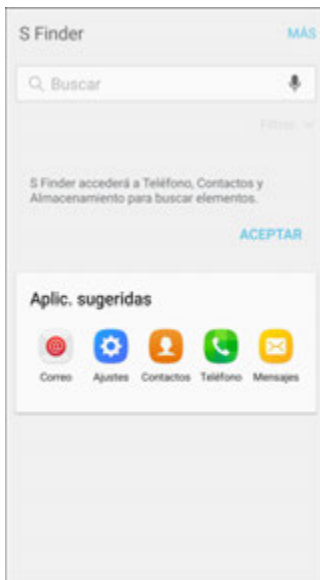 S Finder
MÁS
Buscar
Filtrar
S Finder accederá a Teléfono, Contactos y
Almacenamiento para buscar elementos.
ACEPTAR
Aplic. sugeridas
Correo Ajustes Contactos Teléfono Mensajes